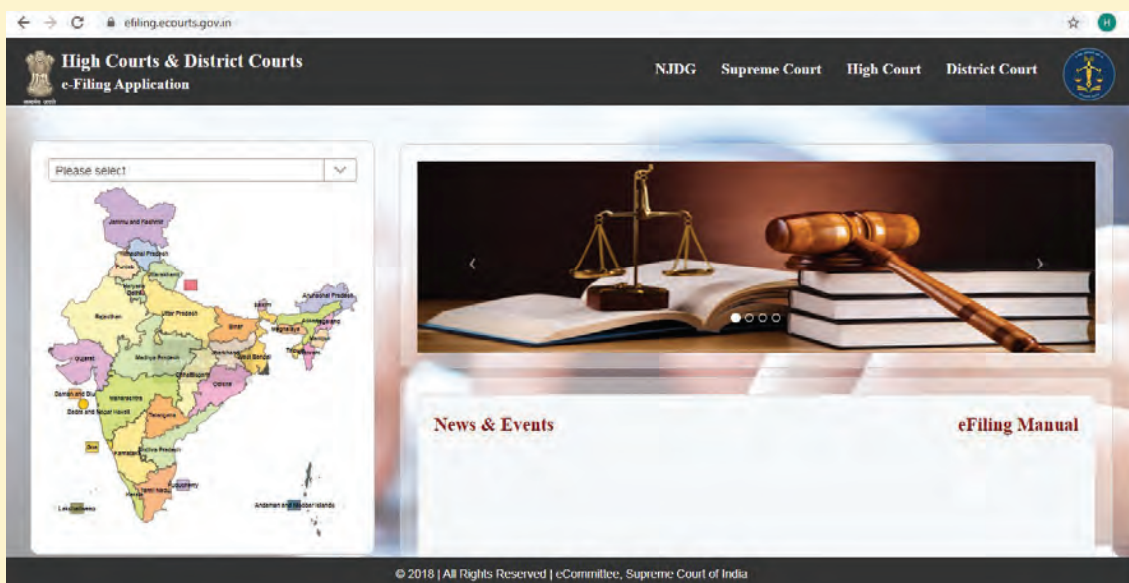 efiling.ecourts.gov.in
H
High Courts & District Courts
e-Filing Application
NJDG Supreme Court High Court District Court
Please select
Jammu and Kashmir
Himachal Pradesh
Punjab
Uttarakhand
Haryana
Delhi
Arunachal Pradesh
Sikkim
Rajasthan
Uttar Pradesh
Bihar
Meghalaya
Gujarat
Madhya Pradesh
Jharkhand
West Bengal
Chhattisgarh
Odisha
Daman and Diu
Maharashtra
Dadra and Nagar Haveli
Telangana
Goa
Karnataka
Andhra Pradesh
Kerala
Tamil Nadu
Puducherry
Lakshadweep
Andaman and Nicobar Islands
News & Events
eFiling Manual
© 2018 | All Rights Reserved | eCommittee, Supreme Court of India